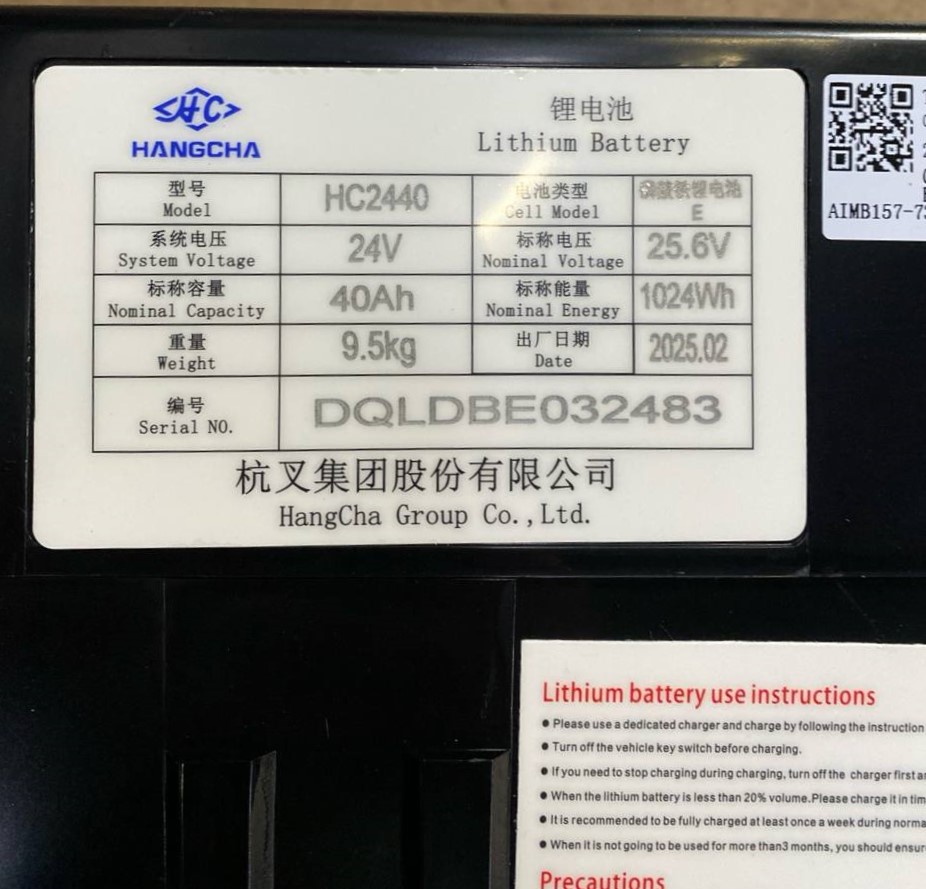 HC
HANGCHA
锂电池
Lithium Battery
型号
Model
HC2440
电池类型
Cell Model
磷酸铁锂电池
E
系统电压
System Voltage
24V
标称电压
Nominal Voltage
25.6V
标称容量
Nominal Capacity
40Ah
标称能量
Nominal Energy
1024Wh
重量
Weight
9.5kg
出厂日期
Date
2025.02
编号
Serial NO.
DQLDBE032483
杭叉集团股份有限公司
HangCha Group Co.,Ltd.
AIMB157-7
Lithium battery use instructions
● Please use a dedicated charger and charge by following the instruction
● Turn off the vehicle key switch before charging.
● If you need to stop charging during charging, turn off the charger first
● When the lithium battery is less than 20% volume.Please charge it in
● It is recommended to be fully charged at least once a week during
● When it is not going to be used for more than3 months, you should
Precautions